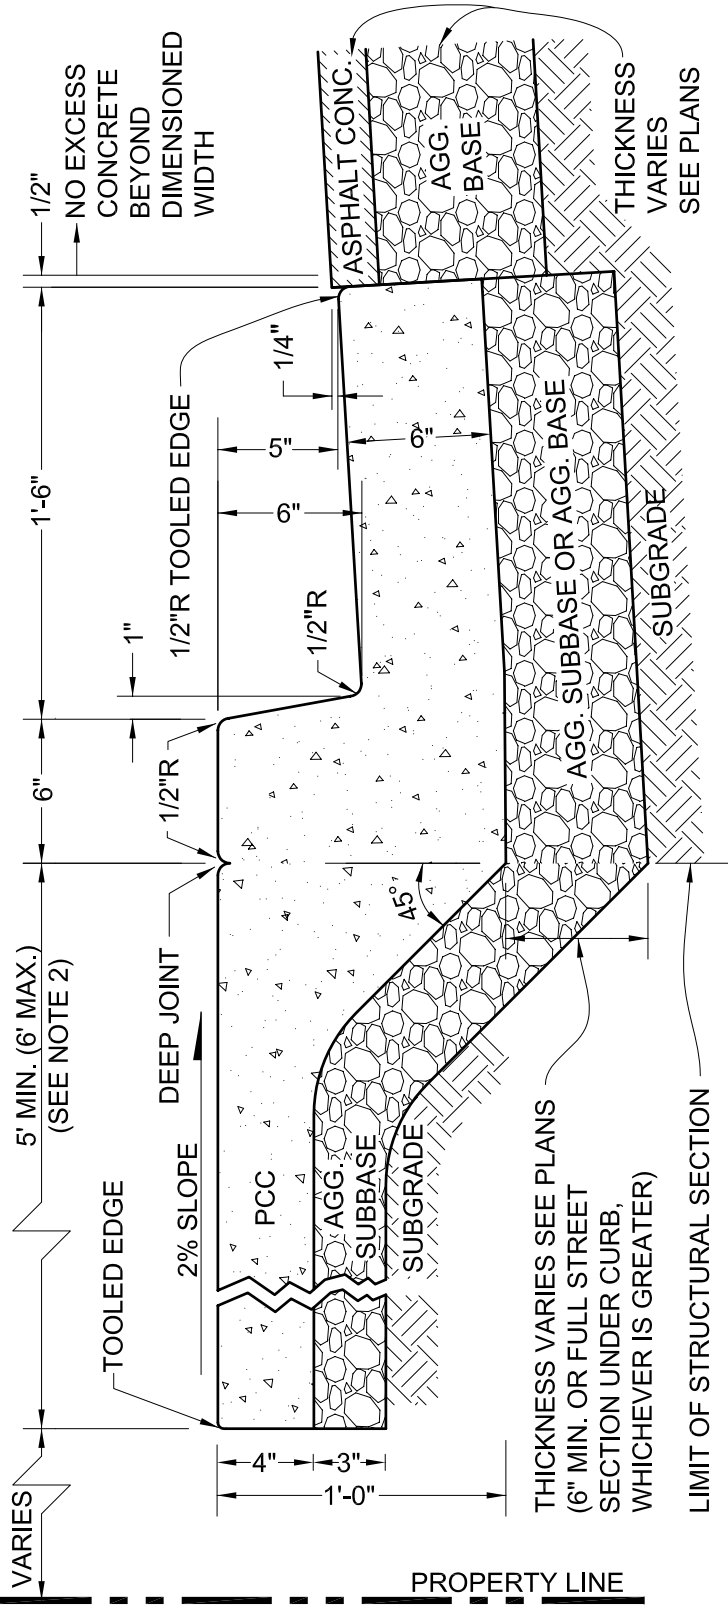 VARIES
5' MIN. (6' MAX.)
(SEE NOTE 2)
6"
1'-6"
1/2"
NO EXCESS
CONCRETE
BEYOND
DIMENSIONED
WIDTH
TOOLED EDGE
2% SLOPE
DEEP JOINT
1/2"R
1"
1/2"R TOOLED EDGE
1/2"R
6"
5"
1/4"
6"
ASPHALT CONC.
AGG.
BASE
THICKNESS
VARIES
SEE PLANS
4"
3"
1'-0"
PCC
AGG.
SUBBASE
SUBGRADE
45°
AGG. SUBBASE OR AGG. BASE
SUBGRADE
THICKNESS VARIES SEE PLANS
(6" MIN. OR FULL STREET
SECTION UNDER CURB,
WHICHEVER IS GREATER)
LIMIT OF STRUCTURAL SECTION
PROPERTY LINE